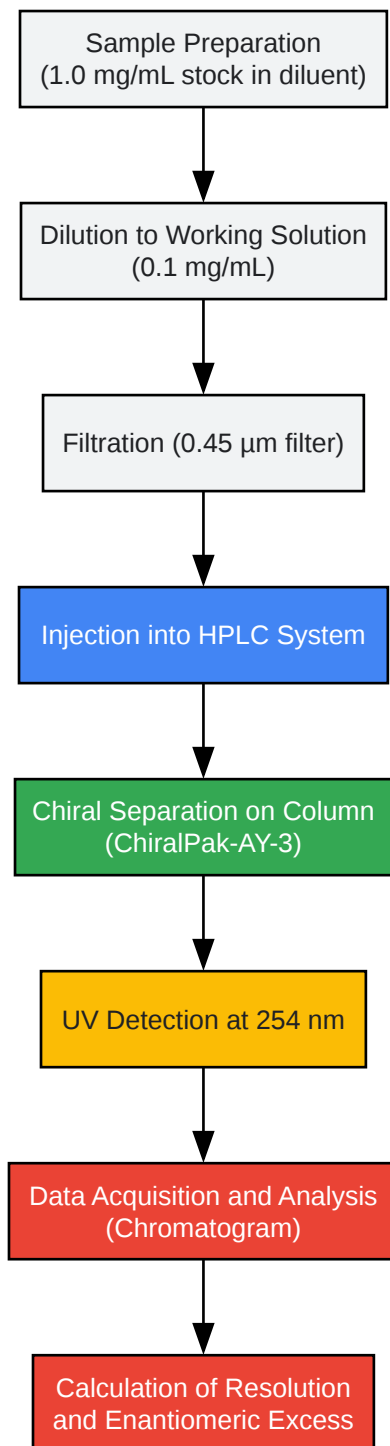 Sample Preparation
(1.0 mg/mL stock in diluent)
Dilution to Working Solution
(0.1 mg/mL)
Filtration (0.45 µm filter)
Injection into HPLC System
Chiral Separation on Column
(ChiralPak-AY-3)
UV Detection at 254 nm
Data Acquisition and Analysis
(Chromatogram)
Calculation of Resolution
and Enantiomeric Excess